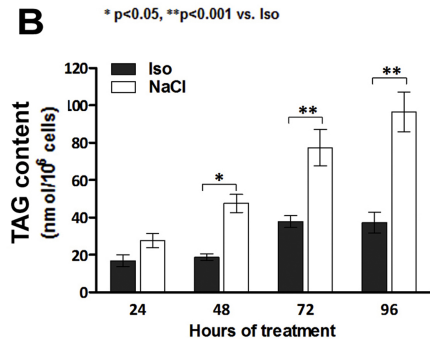 B
* p<0.05, **p<0.001 vs. Iso
TAG content
(nmol/10⁶ cells)
120
100
80
60
40
20
0
Iso
NaCl
*
**
**
24 48 72 96
Hours of treatment